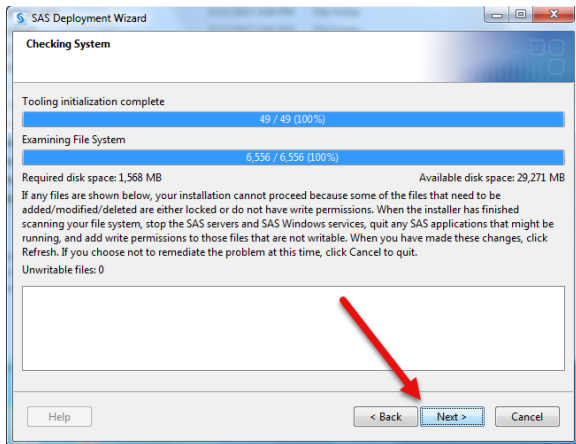 SAS Deployment Wizard
Checking System
Tooling initialization complete
49 / 49 (100%)
Examining File System
6,556 / 6,556 (100%)
Required disk space: 1,568 MB
Available disk space: 29,271 MB
If any files are shown below, your installation cannot proceed because some of the files that need to be
added/modified/deleted are either locked or do not have write permissions. When the installer has finished
scanning your file system, stop the SAS servers and SAS Windows services, quit any SAS applications that might be
running, and add write permissions to those files that are not writable. When you have made these changes, click
Refresh. If you choose not to remediate the problem at this time, click Cancel to quit.
Unwritable files: 0
Help
< Back
Next >
Cancel